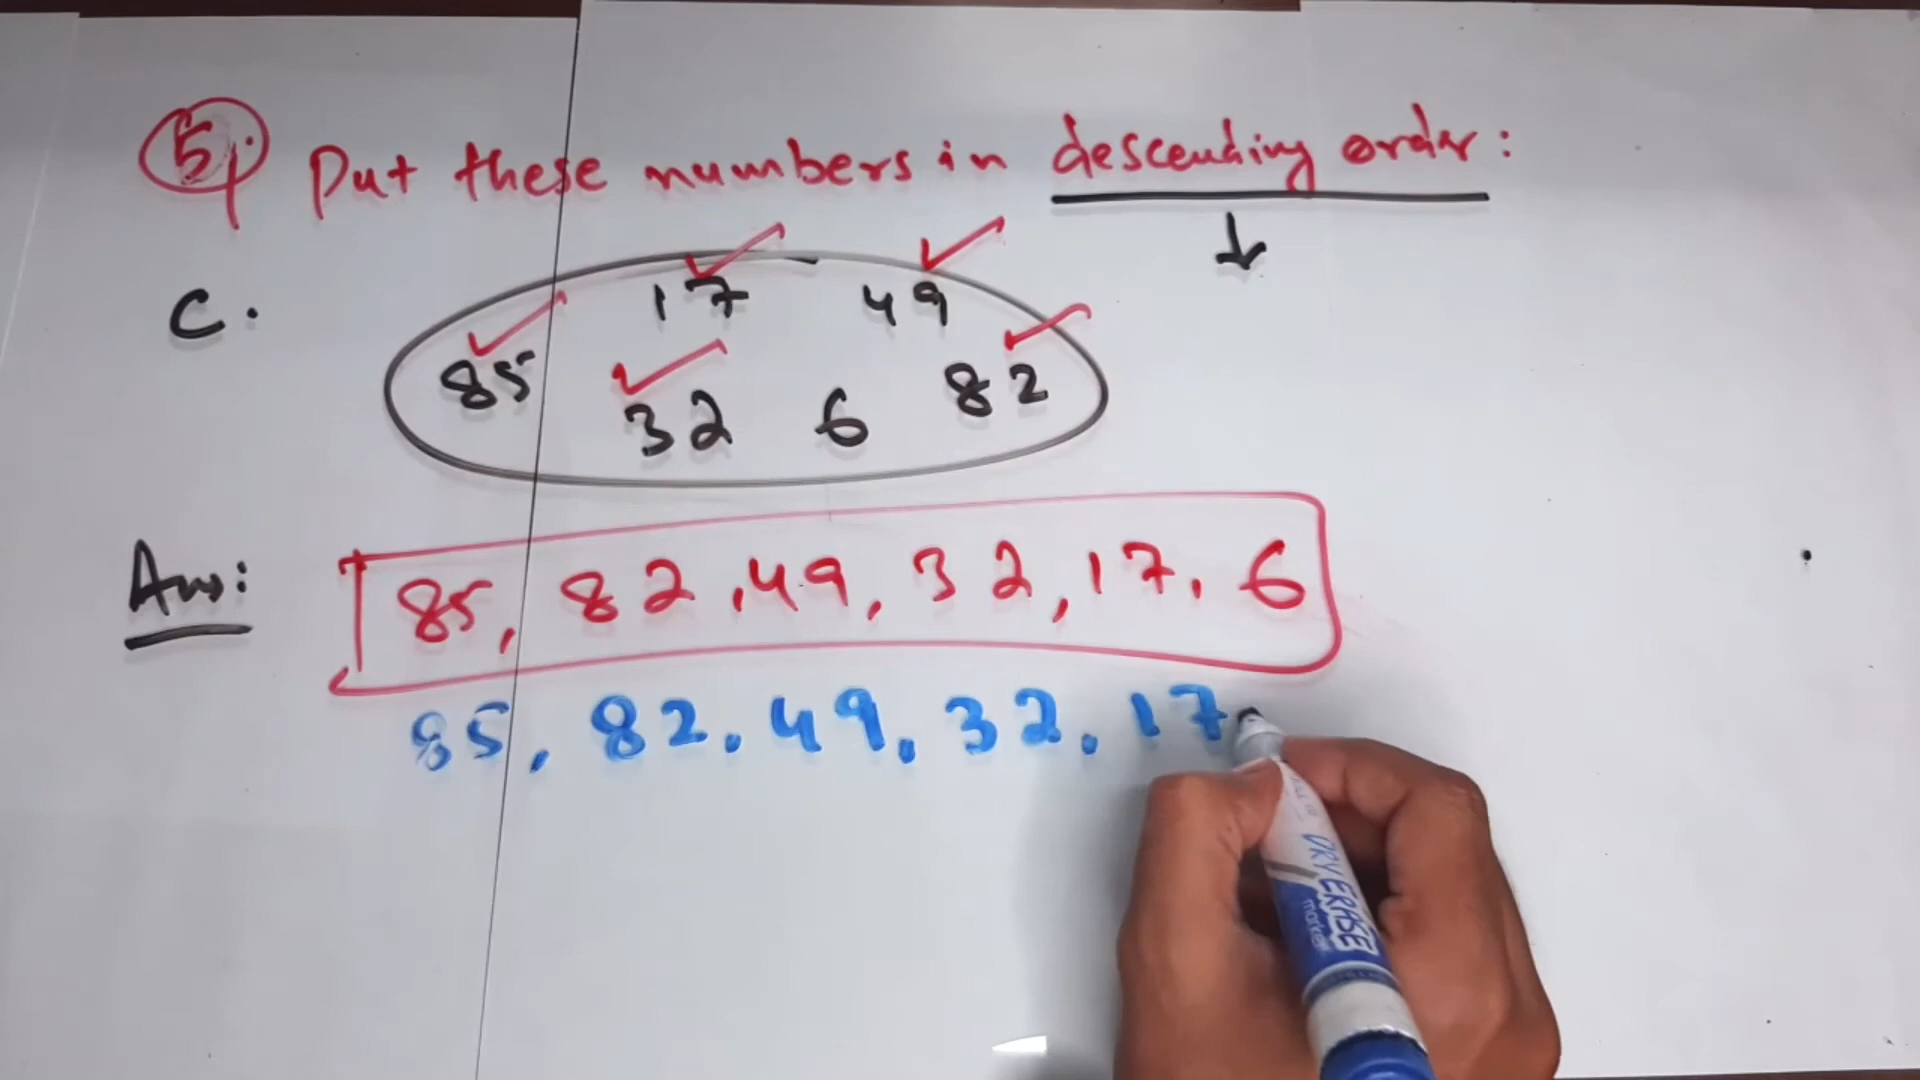 5. Put these numbers in descending order:
↓
C.
17 49
85 32 6 82
Ans: 85, 82, 49, 32, 17, 6
85, 82, 49, 32, 17
DRY ERASE
marker